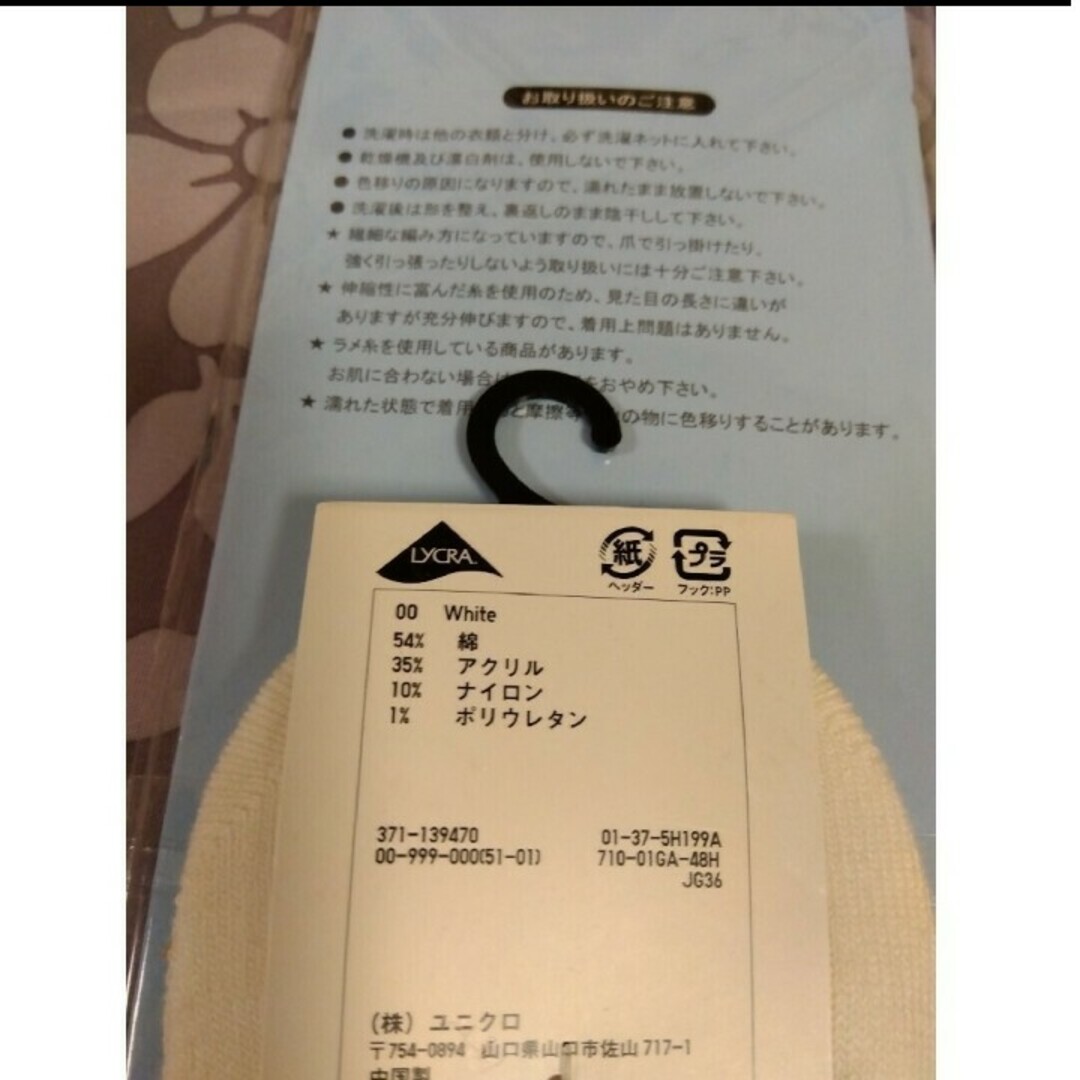 お取り扱いのご注意
● 洗濯時は他の衣類と分け、必ず洗濯ネットに入れて下さい。
● 乾燥機及び漂白剤は、使用しないで下さい。
● 色移りの原因になりますので、濡れたまま放置しないで下さい。
● 洗濯後は形を整え、裏返しのまま陰干しして下さい。
★ 繊細な編み方になっていますので、爪で引っ掛けたり、
強く引っ張ったりしないよう取り扱いには十分ご注意下さい。
★ 伸縮性に富んだ糸を使用のため、見た目の長さに違いが
ありますが充分伸びますので、着用上問題はありません。
★ ラメ糸を使用している商品があります。
お肌に合わない場合は をおやめ下さい。
★ 濡れた状態で着用 と摩擦等 の物に色移りすることがあります。
LYCRA
紙 プラ
ヘッダー フック:PP
00 White
54% 綿
35% アクリル
10% ナイロン
1% ポリウレタン
371-139470 01-37-5H199A
00-999-000(51-01) 710-01GA-48H
JG36
(株) ユニクロ
〒754-0894 山口県山口市佐山 717-1
中国製